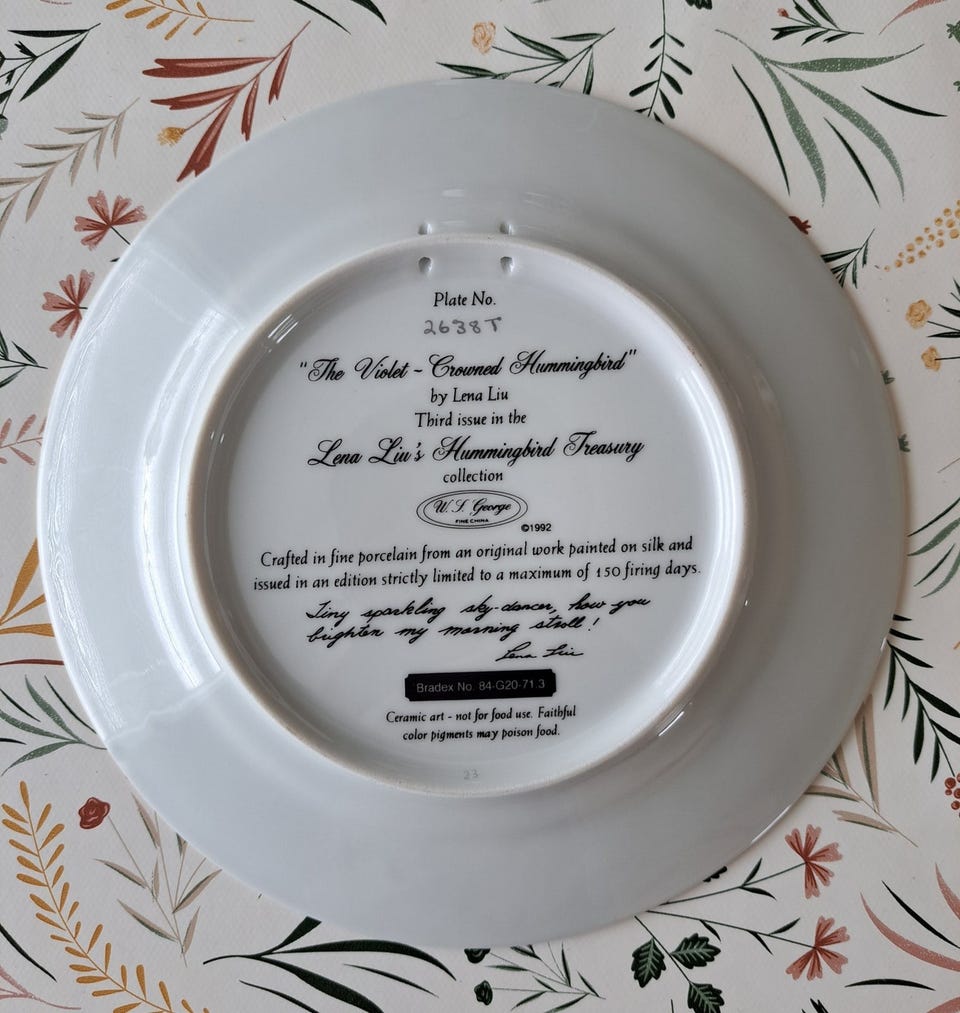 Plate No.
2638T
"The Violet ~ Crowned Hummingbird"
by Lena Liu
Third issue in the
Lena Liu's Hummingbird Treasury
collection
W. S. George
FINE CHINA
©1992
Crafted in fine porcelain from an original work painted on silk and
issued in an edition strictly limited to a maximum of 150 firing days.
Tiny sparkling sky-dancer, how you
brighten my morning stroll!
Lena Liu
Bradex No. 84-G20-71.3
Ceramic art - not for food use. Faithful
color pigments may poison food.
23